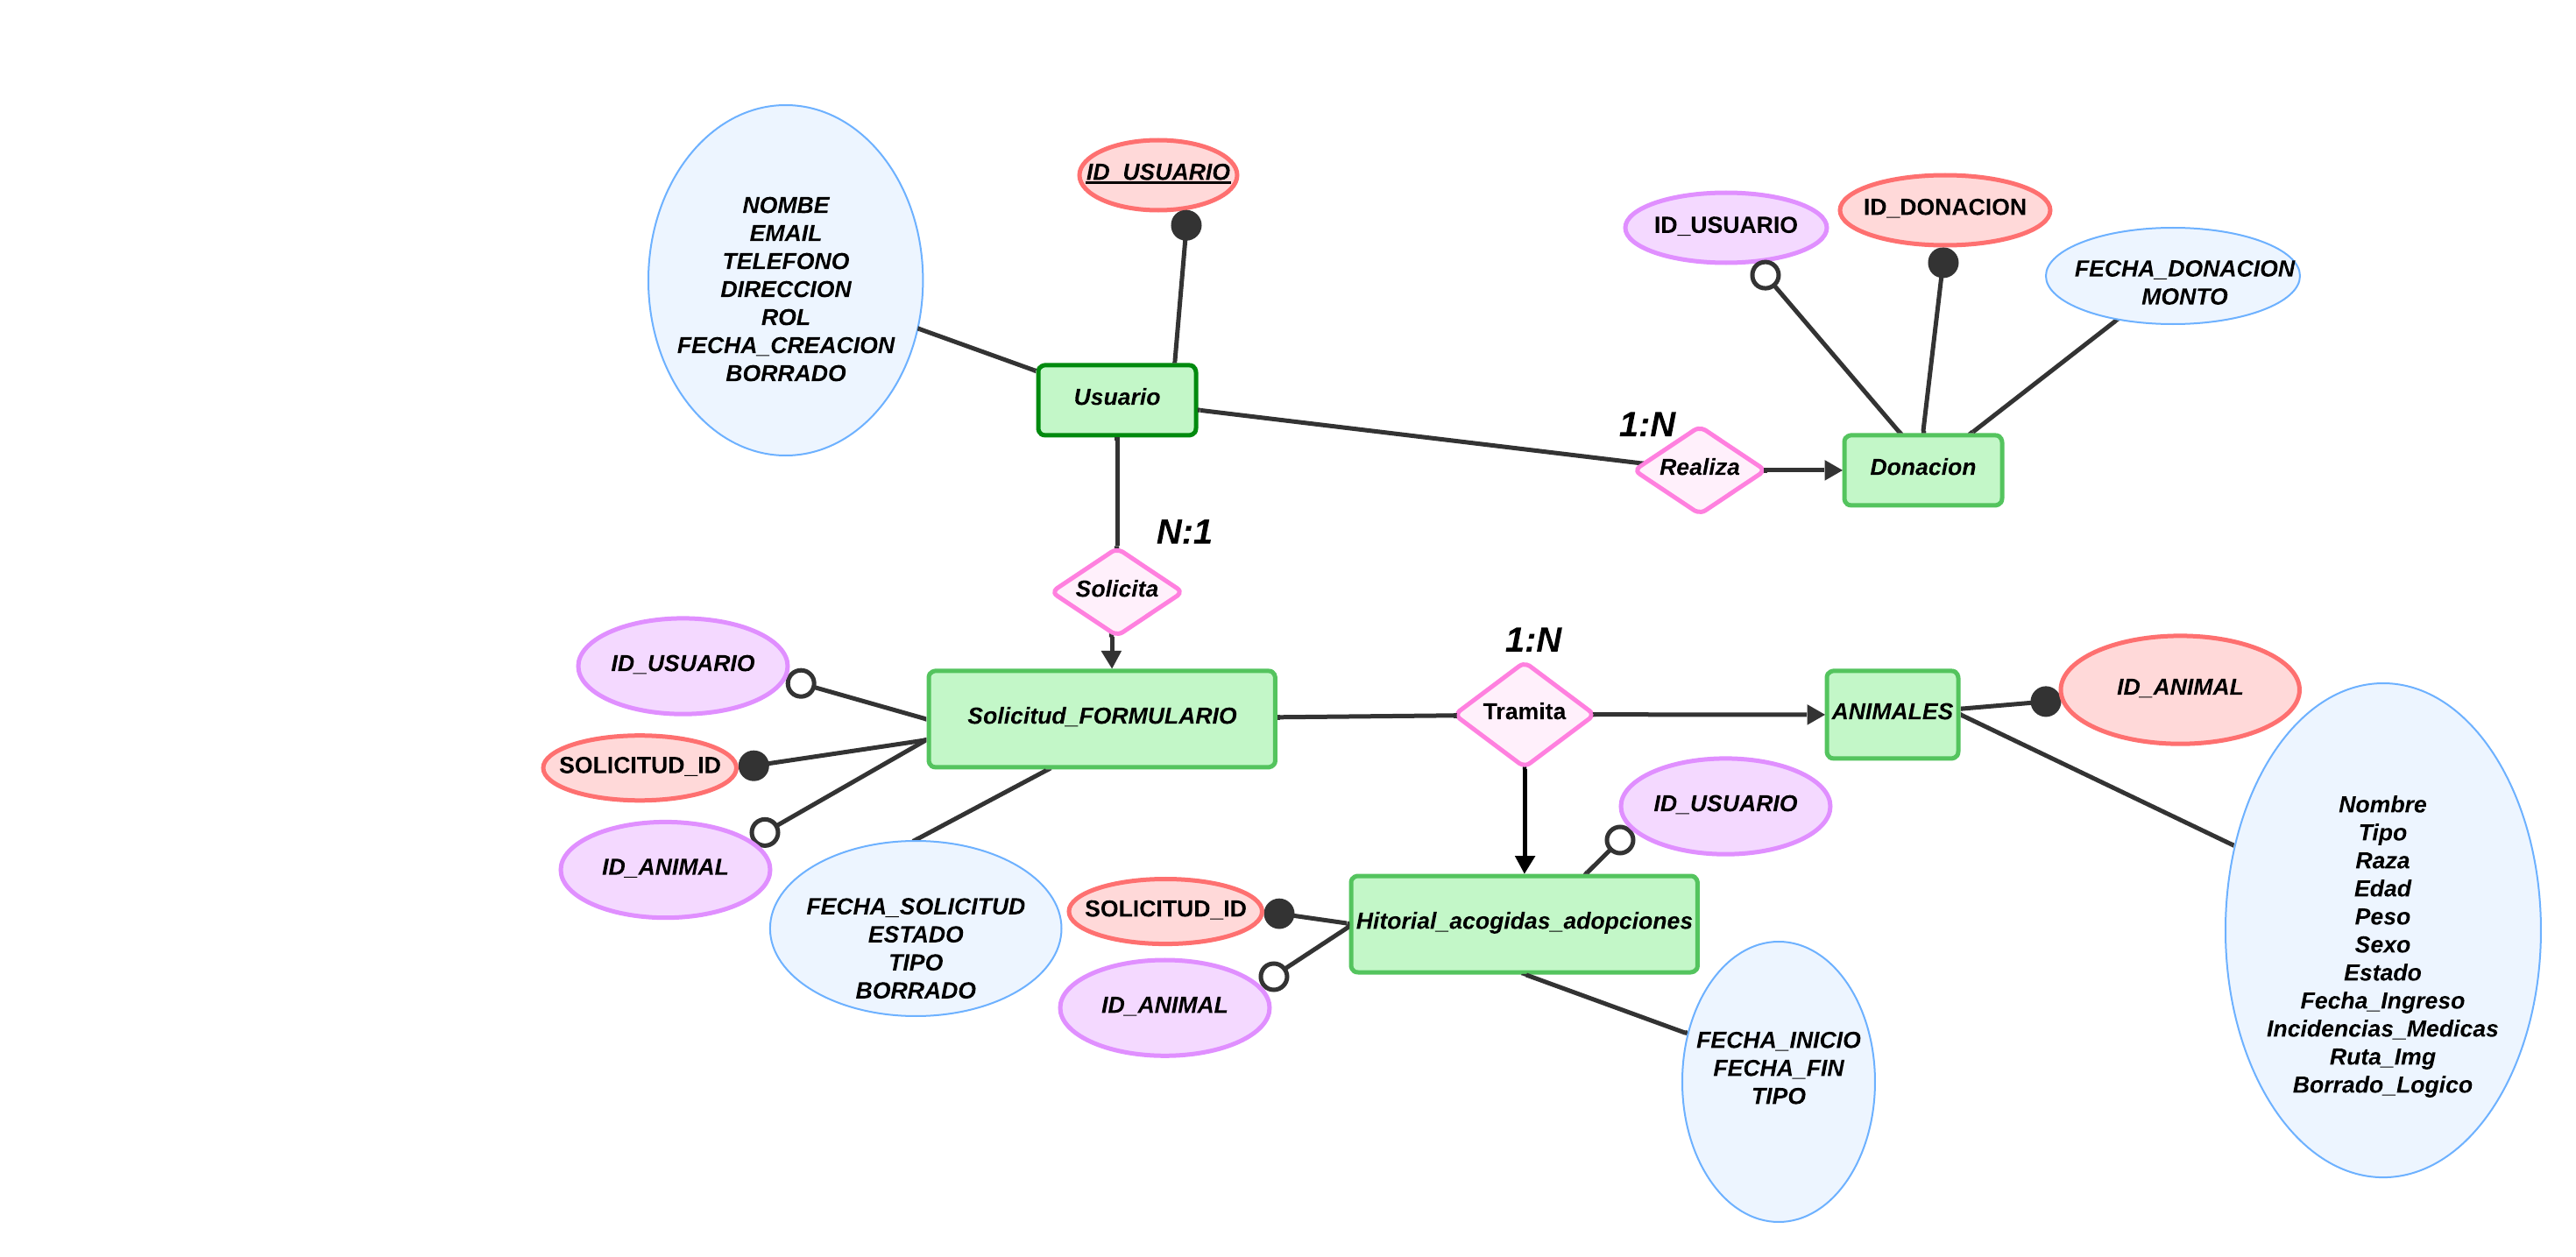 NOMBE
EMAIL
TELEFONO
DIRECCION
ROL
FECHA_CREACION
BORRADO
ID_USUARIO
ID_USUARIO
ID_DONACION
FECHA_DONACION
MONTO
Usuario
1:N
Realiza
Donacion
N:1
Solicita
ID_USUARIO
SOLICITUD_ID
ID_ANIMAL
Solicitud_FORMULARIO
1:N
Tramita
ANIMALES
ID_ANIMAL
FECHA_SOLICITUD
ESTADO
TIPO
BORRADO
ID_USUARIO
SOLICITUD_ID
ID_ANIMAL
Hitorial_acogidas_adopciones
FECHA_INICIO
FECHA_FIN
TIPO
Nombre
Tipo
Raza
Edad
Peso
Sexo
Estado
Fecha_Ingreso
Incidencias_Medicas
Ruta_Img
Borrado_Logico